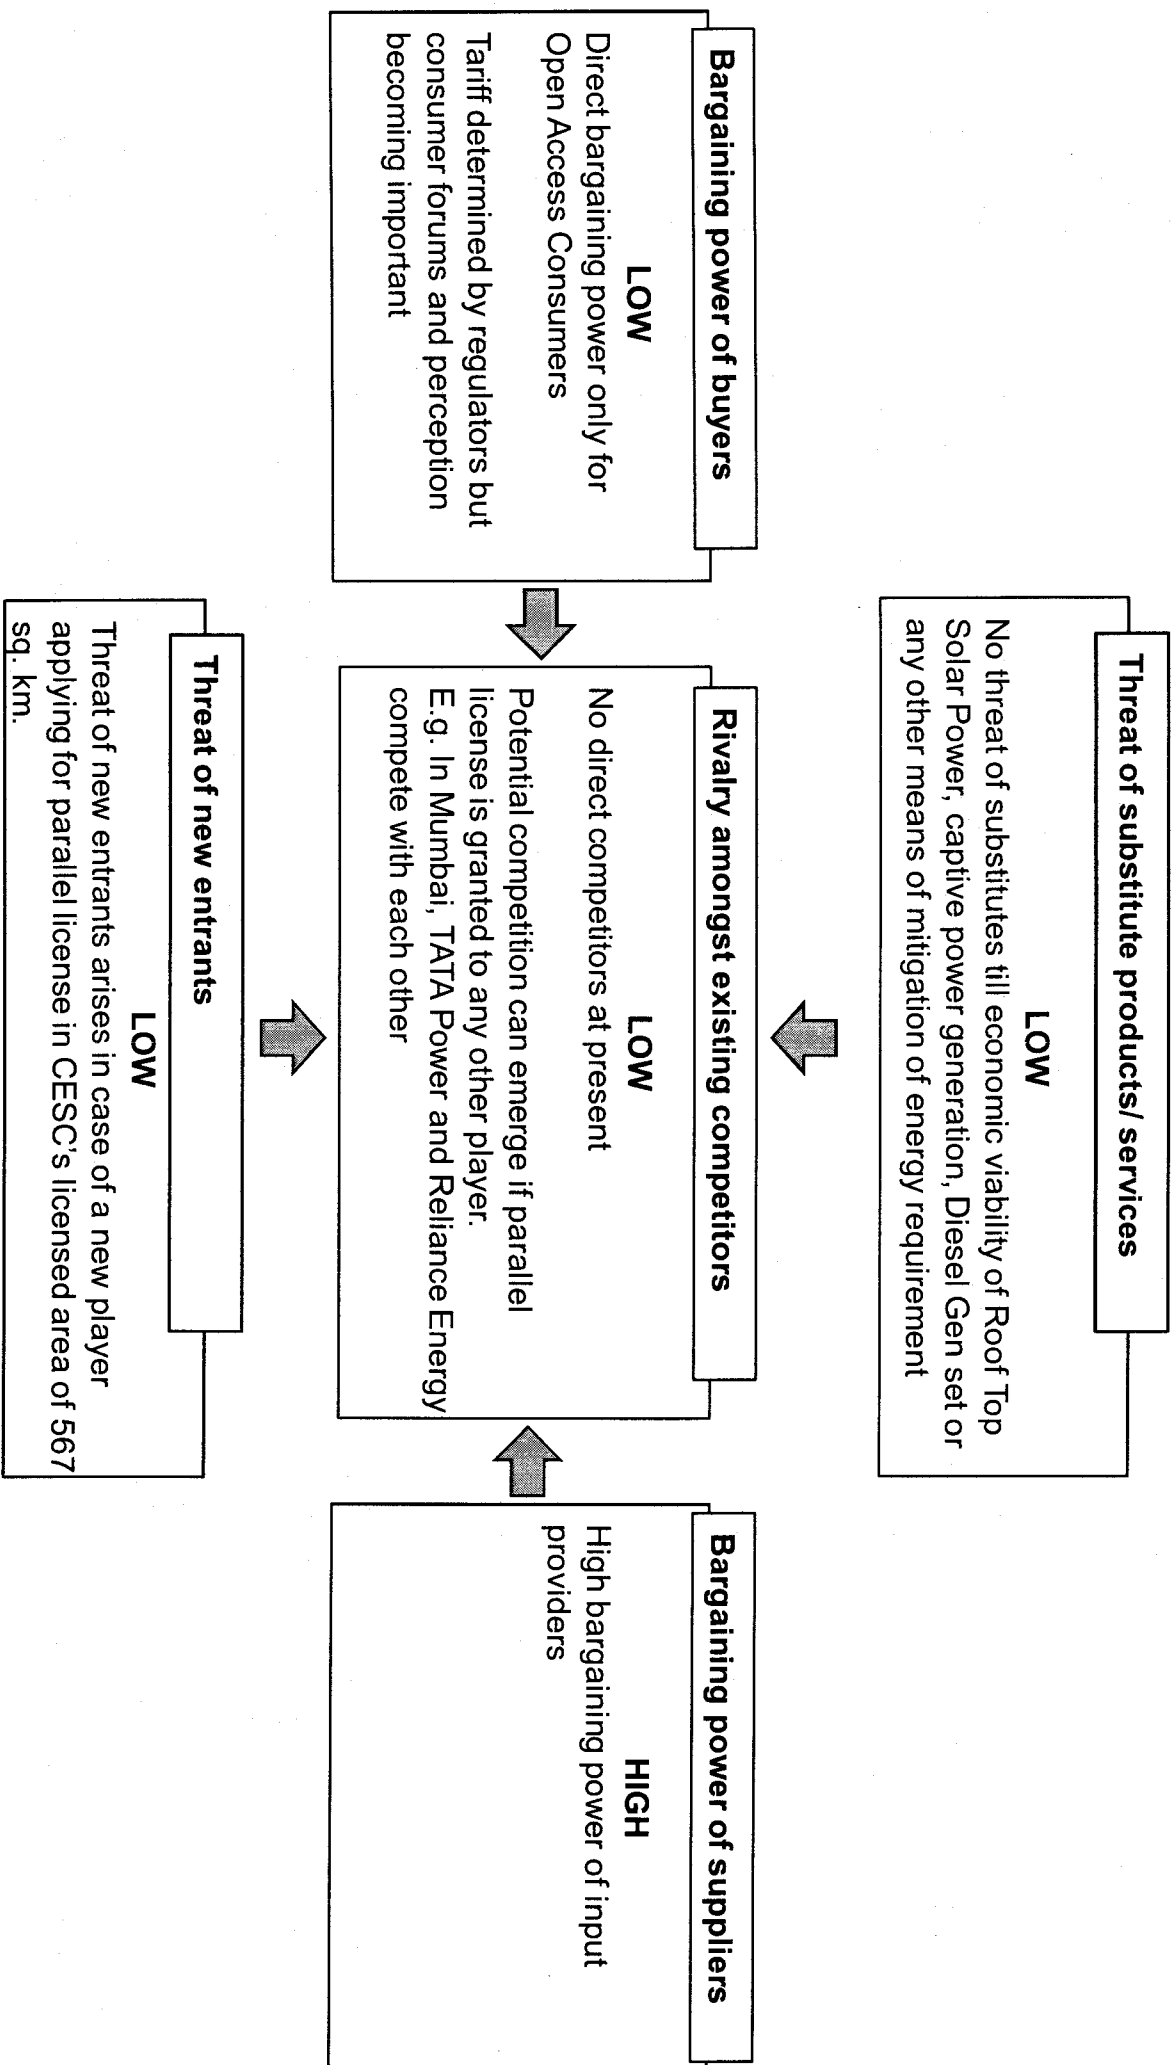 Threat of substitute products/ services
LOW
No threat of substitutes till economic viability of Roof Top
Solar Power, captive power generation, Diesel Gen set or
any other means of mitigation of energy requirement
Bargaining power of buyers
LOW
Direct bargaining power only for
Open Access Consumers
Tariff determined by regulators but
consumer forums and perception
becoming important
Rivalry amongst existing competitors
LOW
No direct competitors at present
Potential competition can emerge if parallel
license is granted to any other player.
E.g. In Mumbai, TATA Power and Reliance Energy
compete with each other
Bargaining power of suppliers
HIGH
High bargaining power of input
providers
Threat of new entrants
LOW
Threat of new entrants arises in case of a new player
applying for parallel license in CESC's licensed area of 567
sq. km.